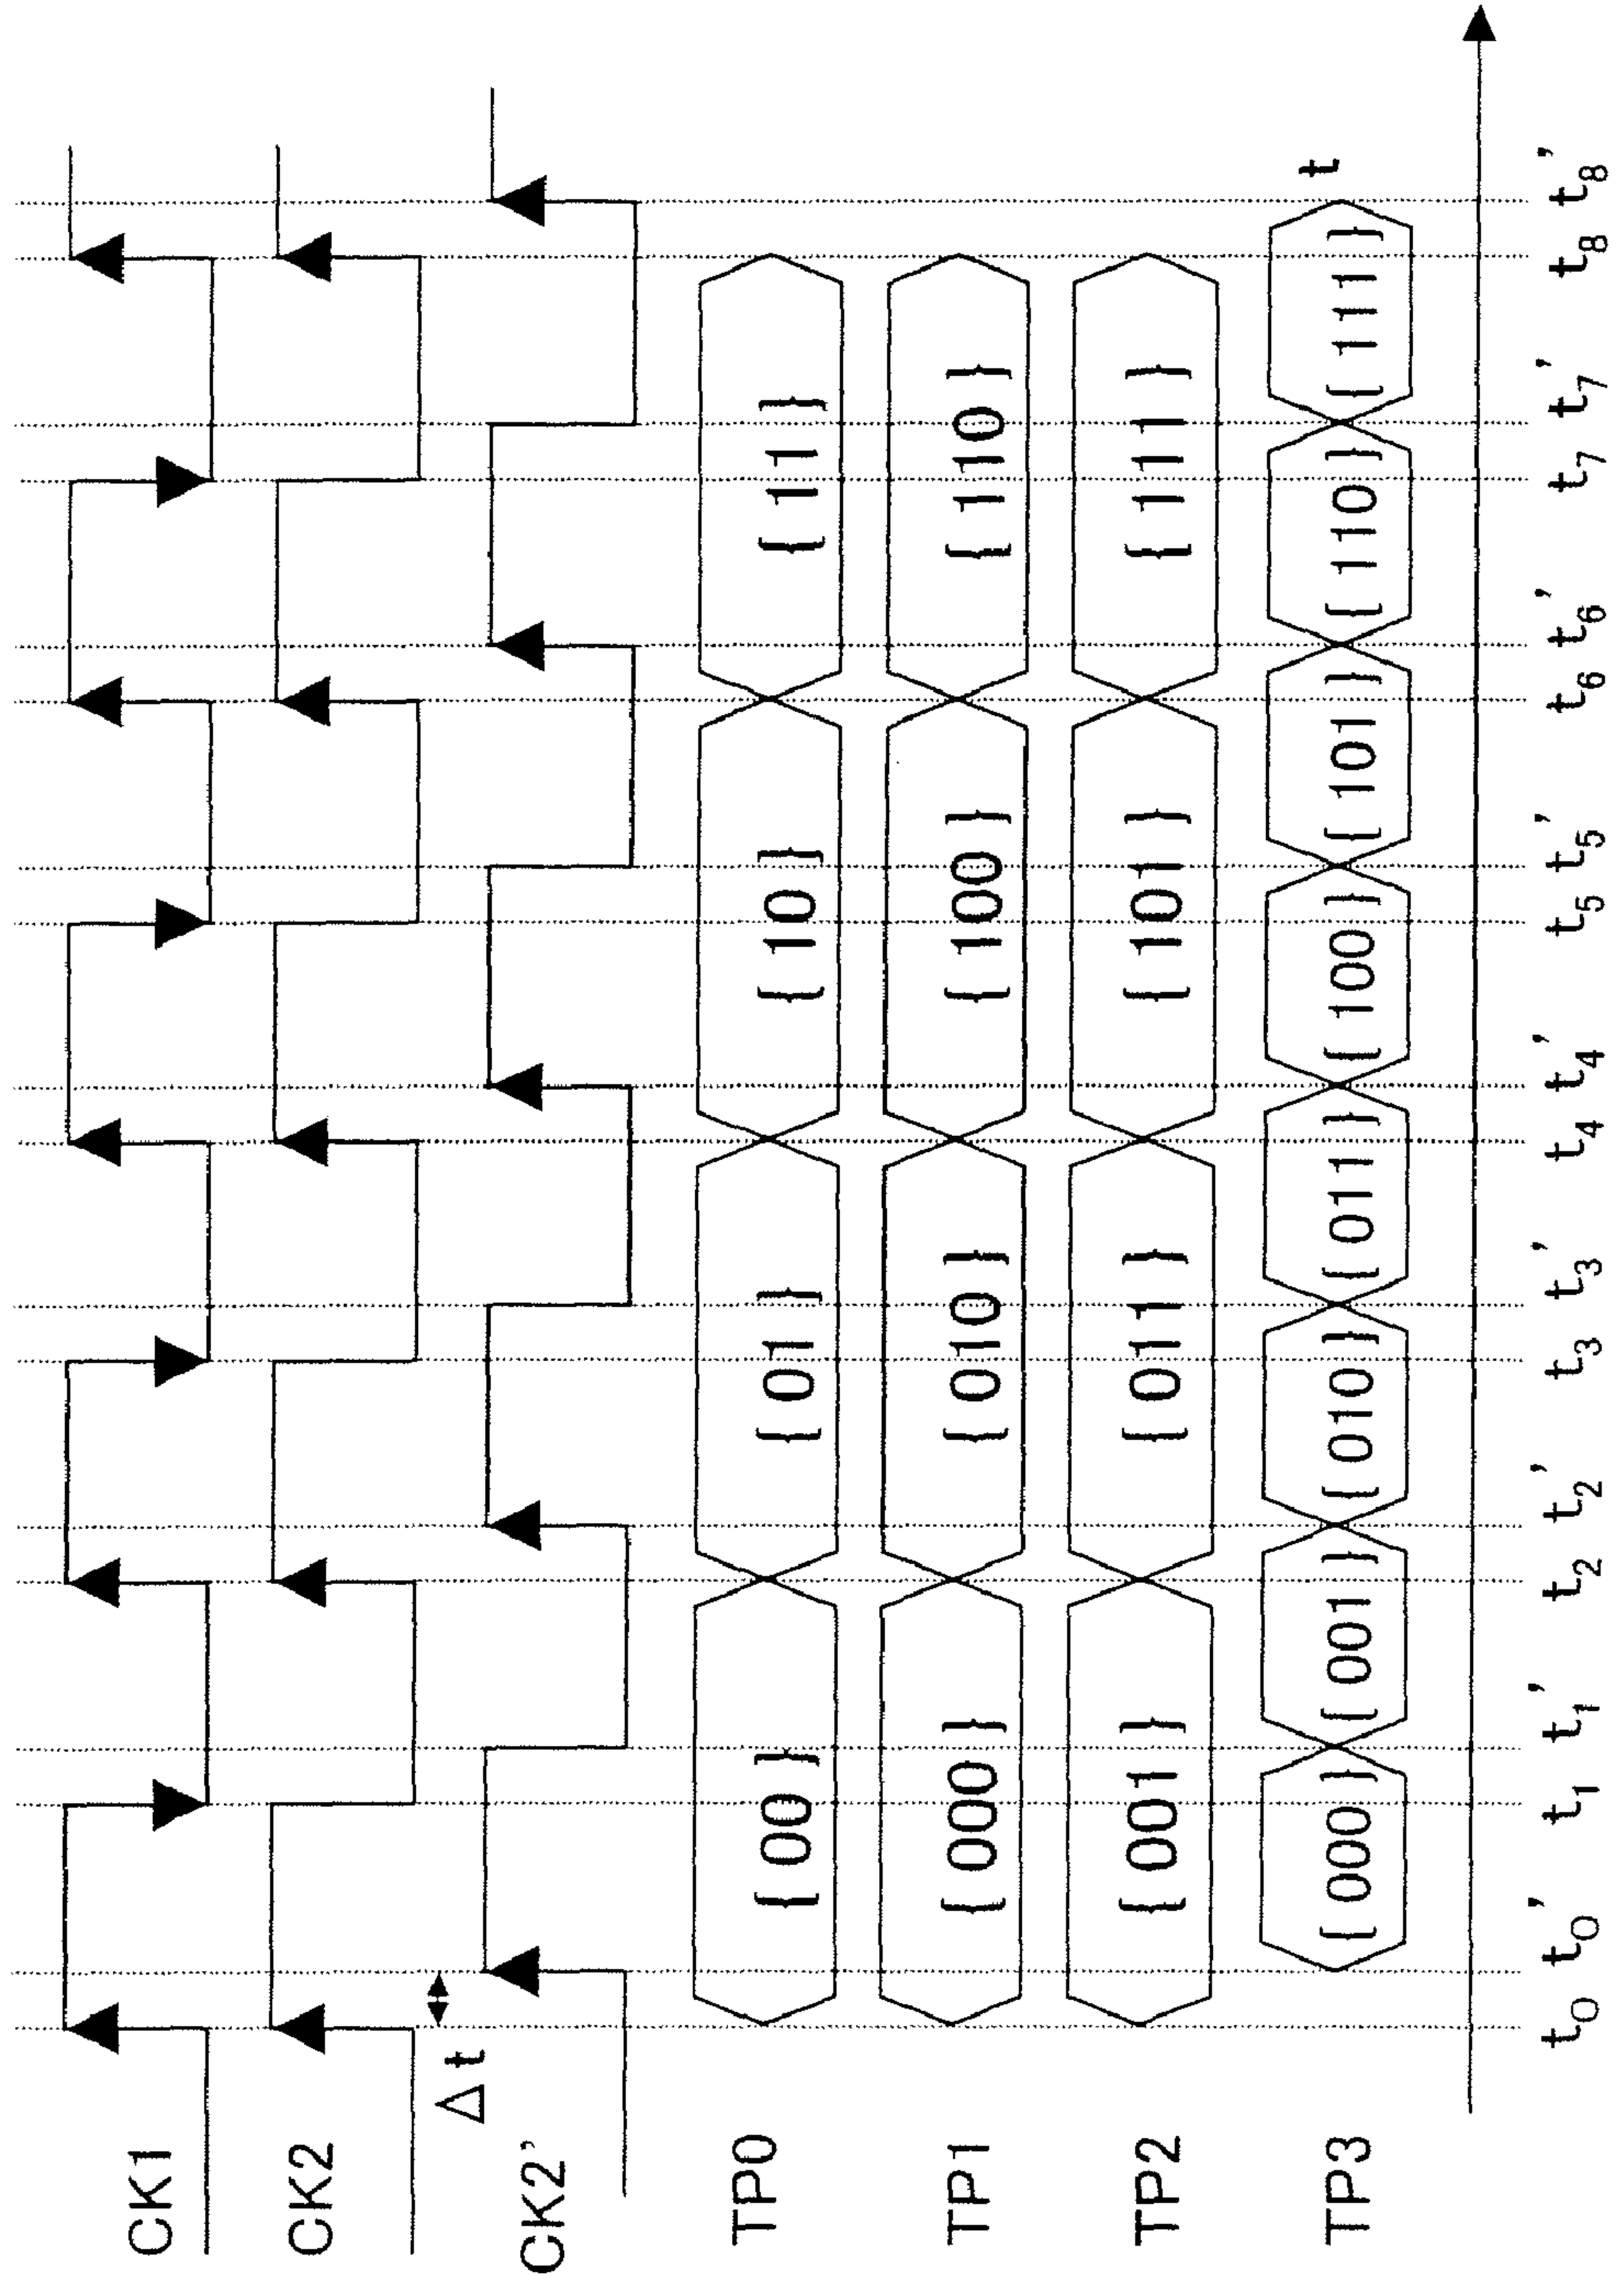 CK1
CK2
Δt
CK2'
TP0 { 00 } { 01 } { 10 } { 11 }
TP1 { 000 } { 010 } { 100 } { 110 }
TP2 { 001 } { 011 } { 101 } { 111 }
TP3 { 000 } { 001 } { 010 } { 011 } { 100 } { 101 } { 110 } { 111 } t
t0 t0' t1 t1' t2 t2' t3 t3' t4 t4' t5 t5' t6 t6' t7 t7' t8 t8'